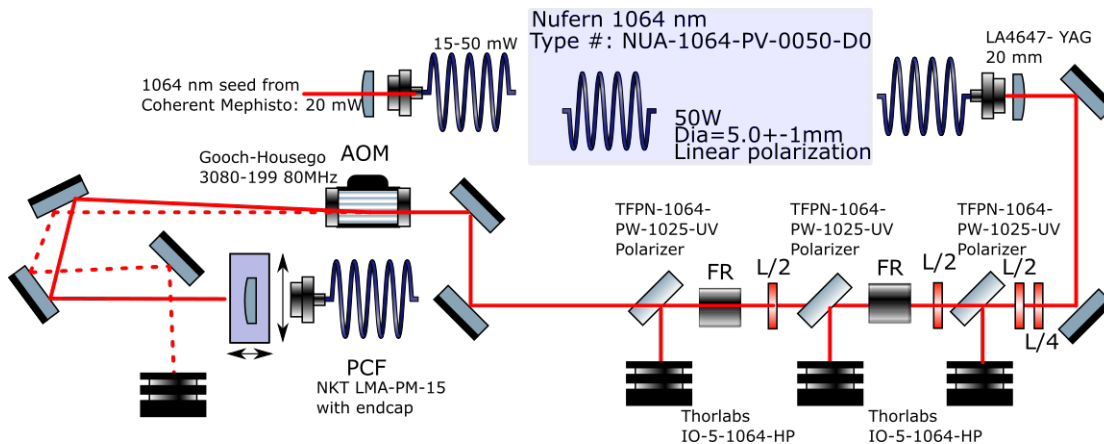 Nufern 1064 nm
Type #: NUA-1064-PV-0050-D0
50W
Dia=5.0+-1mm
Linear polarization
15-50 mW
1064 nm seed from
Coherent Mephisto: 20 mW
LA4647- YAG
20 mm
Gooch-Housego
3080-199 80MHz
AOM
TFPN-1064-
PW-1025-UV
Polarizer
TFPN-1064-
PW-1025-UV
Polarizer
TFPN-1064-
PW-1025-UV
Polarizer
FR
L/2
FR
L/2
L/2
L/4
PCF
NKT LMA-PM-15
with endcap
Thorlabs
IO-5-1064-HP
Thorlabs
IO-5-1064-HP